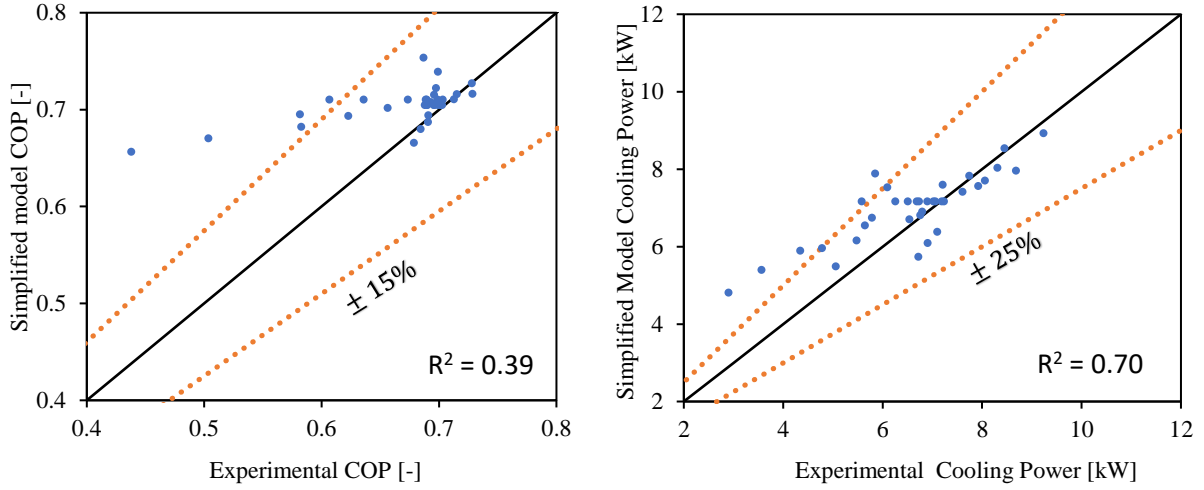 Simplified model COP [-]
0.8
0.7
0.6
0.5
0.4
± 15%
R² = 0.39
0.4 0.5 0.6 0.7 0.8
Experimental COP [-]
Simplified Model Cooling Power [kW]
12
10
8
6
4
2
± 25%
R² = 0.70
2 4 6 8 10 12
Experimental Cooling Power [kW]